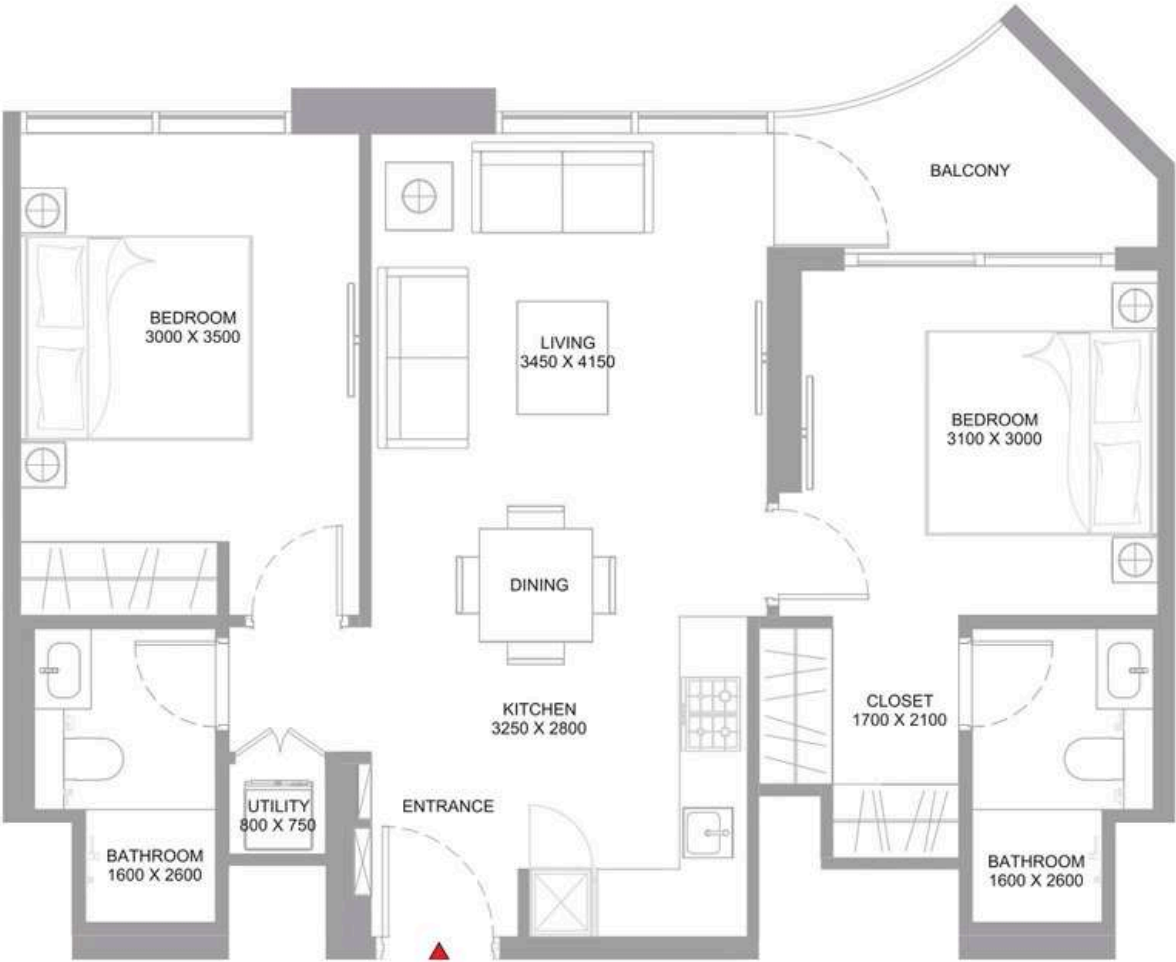 BALCONY
BEDROOM
3000 X 3500
LIVING
3450 X 4150
BEDROOM
3100 X 3000
DINING
KITCHEN
3250 X 2800
CLOSET
1700 X 2100
UTILITY
800 X 750
ENTRANCE
BATHROOM
1600 X 2600
BATHROOM
1600 X 2600